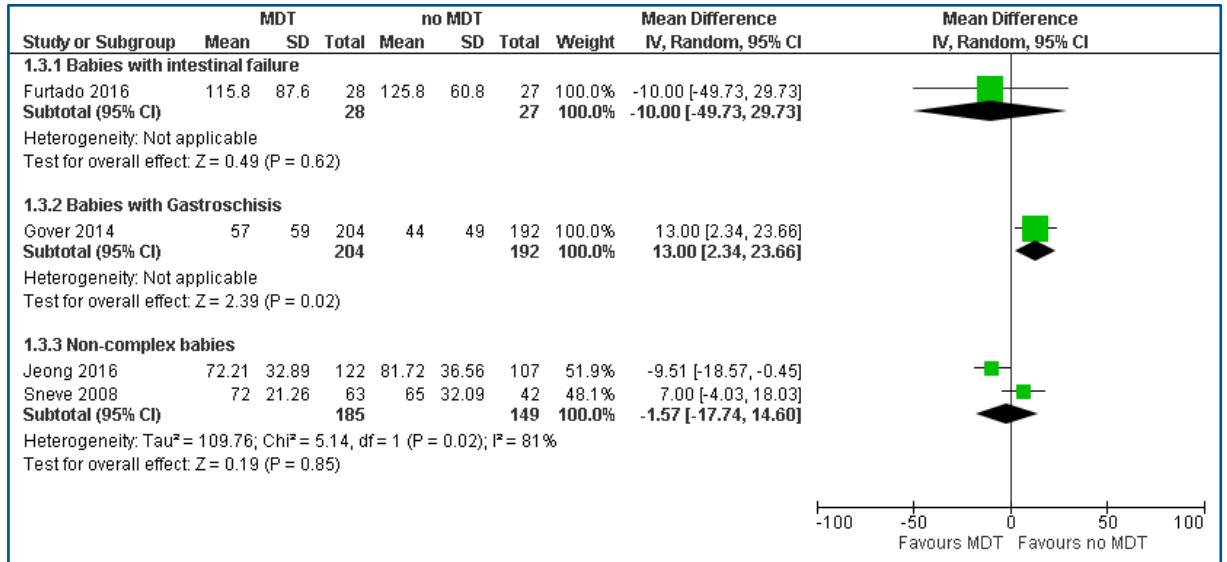 MDT no MDT Mean Difference Mean Difference
Study or Subgroup Mean SD Total Mean SD Total Weight IV, Random, 95% CI IV, Random, 95% CI
1.3.1 Babies with intestinal failure
Furtado 2016 115.8 87.6 28 125.8 60.8 27 100.0% -10.00 [-49.73, 29.73]
Subtotal (95% CI) 28 27 100.0% -10.00 [-49.73, 29.73]
Heterogeneity: Not applicable
Test for overall effect: Z = 0.49 (P = 0.62)
1.3.2 Babies with Gastroschisis
Gover 2014 57 59 204 44 49 192 100.0% 13.00 [2.34, 23.66]
Subtotal (95% CI) 204 192 100.0% 13.00 [2.34, 23.66]
Heterogeneity: Not applicable
Test for overall effect: Z = 2.39 (P = 0.02)
1.3.3 Non-complex babies
Jeong 2016 72.21 32.89 122 81.72 36.56 107 51.9% -9.51 [-18.57, -0.45]
Sneve 2008 72 21.26 63 65 32.09 42 48.1% 7.00 [-4.03, 18.03]
Subtotal (95% CI) 185 149 100.0% -1.57 [-17.74, 14.60]
Heterogeneity: Tau² = 109.76; Chi² = 5.14, df = 1 (P = 0.02); I² = 81%
Test for overall effect: Z = 0.19 (P = 0.85)
-100 -50 0 50 100
Favours MDT Favours no MDT